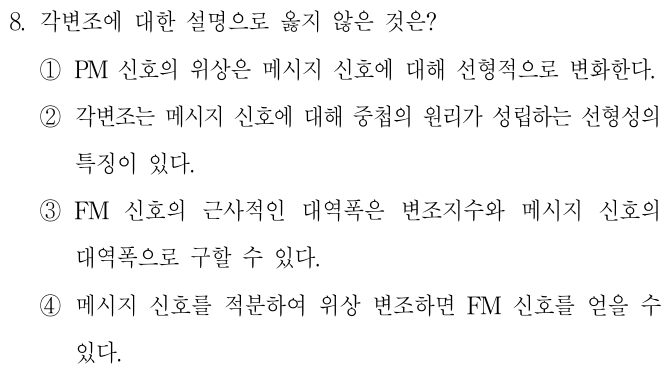 8. 각변조에 대한 설명으로 옳지 않은 것은?
① PM 신호의 위상은 메시지 신호에 대해 선형적으로 변화한다.
② 각변조는 메시지 신호에 대해 중첩의 원리가 성립하는 선형성의
특징이 있다.
③ FM 신호의 근사적인 대역폭은 변조지수와 메시지 신호의
대역폭으로 구할 수 있다.
④ 메시지 신호를 적분하여 위상 변조하면 FM 신호를 얻을 수
있다.